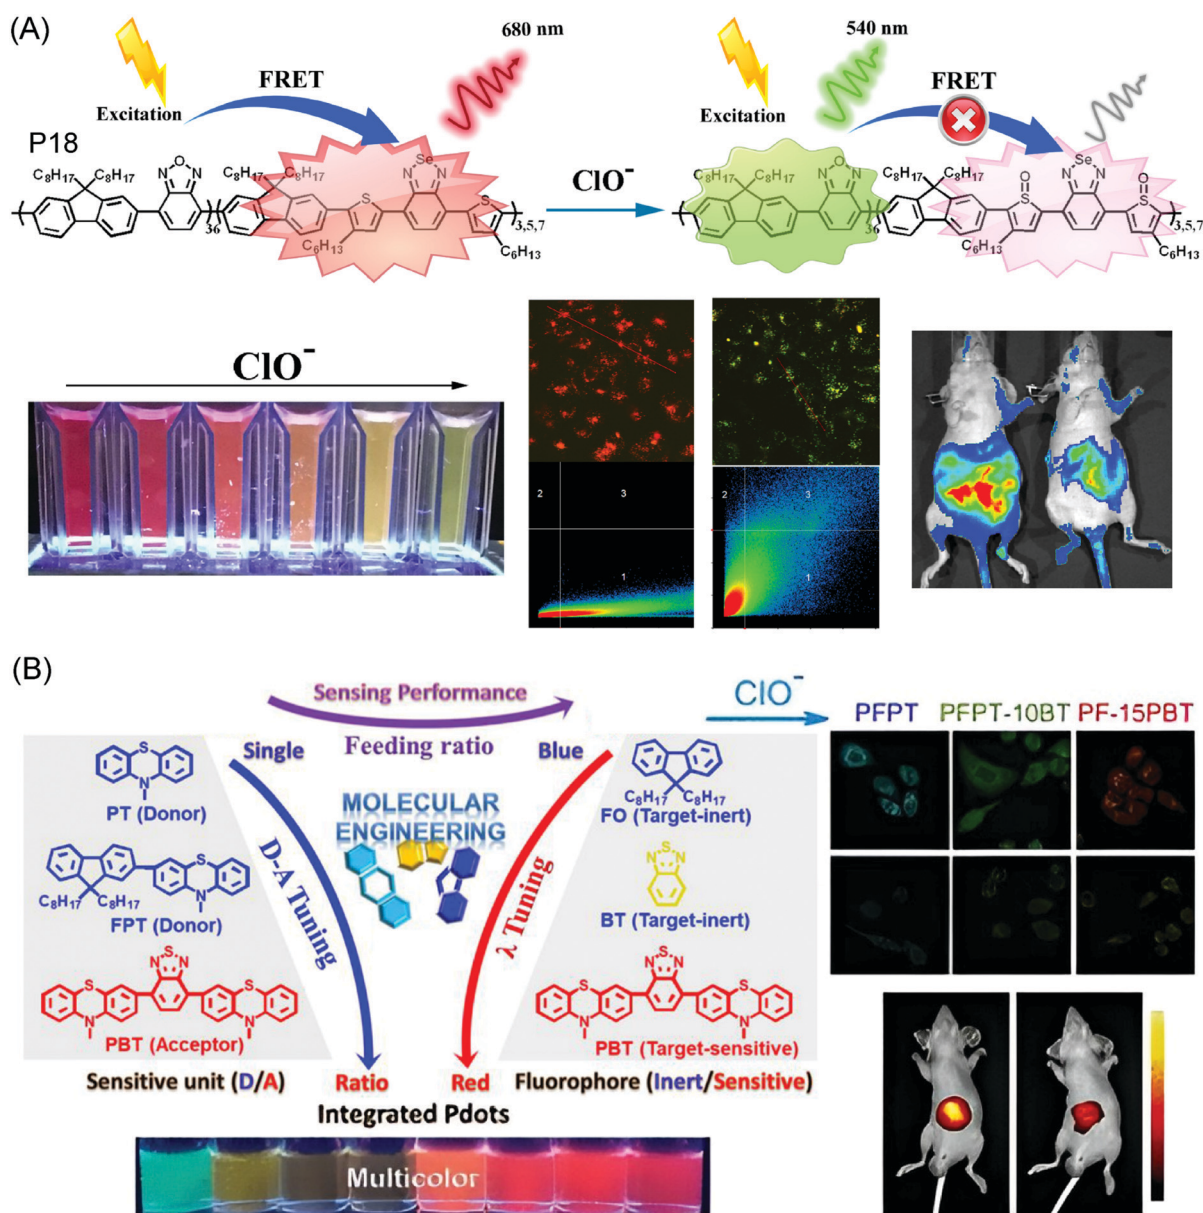 (A)
680 nm
540 nm
FRET
FRET
Excitation
Excitation
P18
C8H17 C8H17
N O N
36
C8H17 C8H17
S
C6H13
N Se N
S
C6H13
3,5,7
ClO-
C8H17 C8H17
N O N
36
C8H17 C8H17
O
S
C6H13
N Se N
O
S
C6H13
3,5,7
ClO-
2 3
1
2 3
1
(B)
Sensing Performance
Feeding ratio
Single
Blue
ClO-
PFPT PFPT-10BT PF-15PBT
S
N
PT (Donor)
C8H17 C8H17
S
N
FPT (Donor)
S
N
N S N
S
N
PBT (Acceptor)
Sensitive unit (D/A)
D-A Tuning
MOLECULAR
ENGINEERING
λ Tuning
C8H17 C8H17
FO (Target-inert)
N S N
BT (Target-inert)
S
N
N S N
S
N
PBT (Target-sensitive)
Ratio
Red
Fluorophore (Inert/Sensitive)
Integrated Pdots
Multicolor